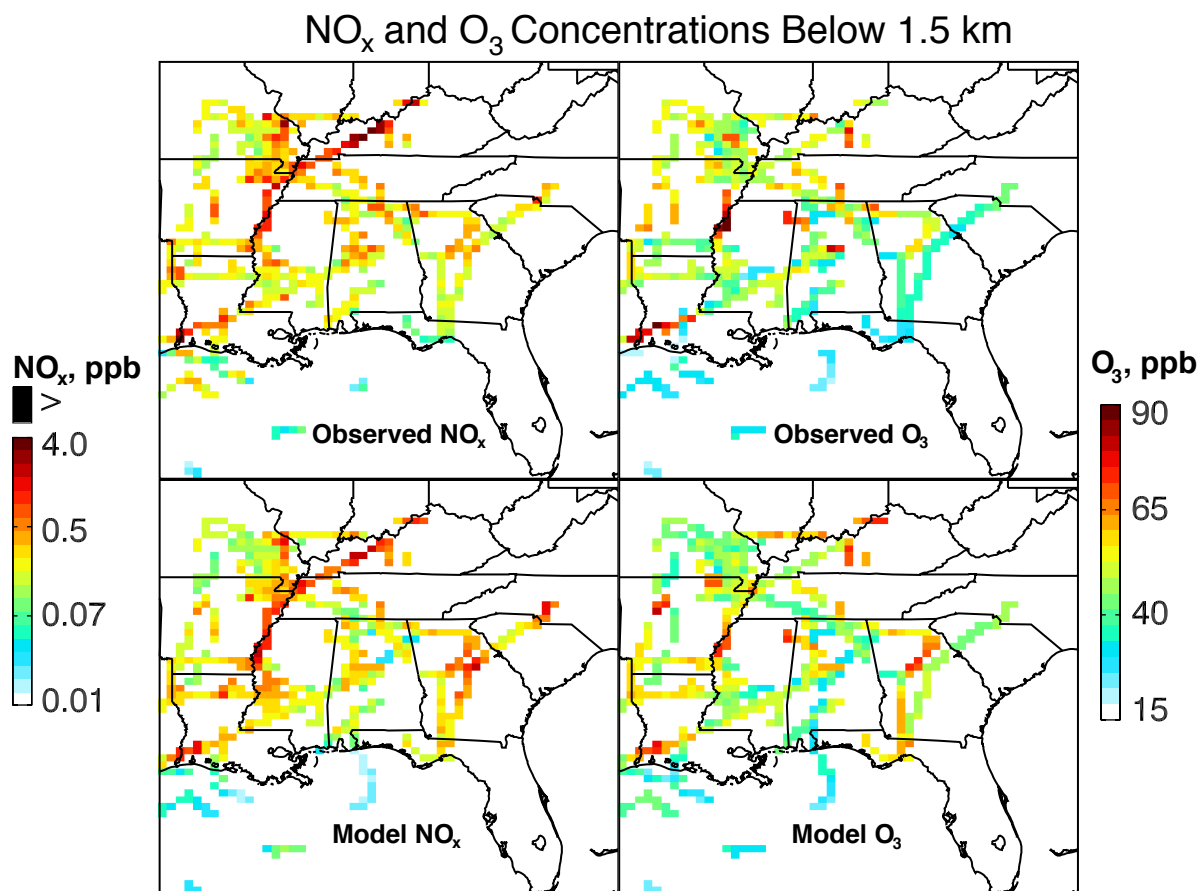 NOx and O3 Concentrations Below 1.5 km
NOx, ppb
>
4.0
0.5
0.07
0.01
Observed NOx
Observed O3
O3, ppb
90
65
40
15
Model NOx
Model O3